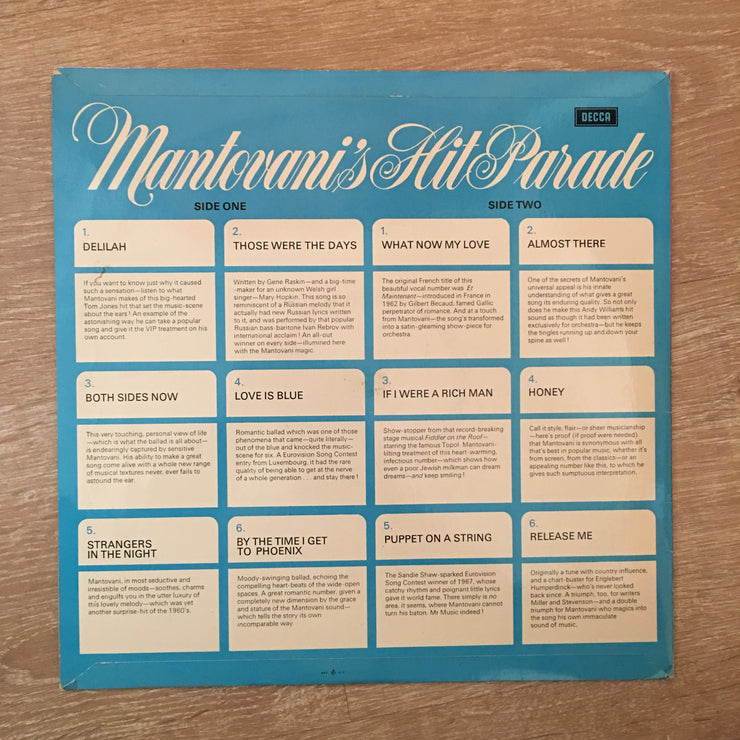 DECCA
Mantovani's Hit Parade
SIDE ONE
SIDE TWO
1.
DELILAH
If you want to know just why it caused
such a sensation—listen to what
Mantovani makes of this big-hearted
Tom Jones hit that set the music-scene
about the ears! An example of the
astonishing way he can take a popular
song and give it the VIP treatment on his
own account.
2.
THOSE WERE THE DAYS
Written by Gene Raskin—and a big-time
-maker for an unknown Welsh girl
singer—Mary Hopkin. This song is so
reminiscent of a Russian melody that it
actually had new Russian lyrics written
to it, and was performed by that popular
Russian bass-baritone Ivan Rebrov with
international acclaim! An all-out
winner on every side—illumined here
with the Mantovani magic.
1.
WHAT NOW MY LOVE
The original French title of this
beautiful vocal number was Et
Maintenant—introduced in France in
1962 by Gilbert Becaud, famed Gallic
perpetrator of romance. And at a touch
from Mantovani—the song's transformed
into a satin-gleaming show-piece for
orchestra.
2.
ALMOST THERE
One of the secrets of Mantovani's
universal appeal is his innate
understanding of what gives a great
song its enduring quality. So not only
does he make this Andy Williams hit
sound as though it had been written
exclusively for orchestra—but he keeps
the tingles running up and down your
spine as well!
3.
BOTH SIDES NOW
This very touching, personal view of life
—which is what the ballad is all about—
is endearingly captured by sensitive
Mantovani. His ability to make a great
song come alive with a whole new range
of musical textures never, ever fails to
astound the ear.
4.
LOVE IS BLUE
Romantic ballad which was one of those
phenomena that came—quite literally—
out of the blue and knocked the music-
scene for six. A Eurovision Song Contest
entry from Luxembourg, it had the rare
quality of being able to get at the nerve
of a whole generation . . . and stay there!
3.
IF I WERE A RICH MAN
Show-stopper from that record-breaking
stage musical Fiddler on the Roof—
starring the famous Topol. Mantovani-
lilting treatment of this heart-warming,
infectious number—which shows how
even a poor Jewish milkman can dream
dreams—and keep smiling!
4.
HONEY
Call it style, flair—or sheer musicianship
—here's proof (if proof were needed)
that Mantovani is synonymous with all
that's best in popular music, whether it's
from screen, from the classics—or an
appealing number like this, to which he
gives such sumptuous interpretation.
5.
STRANGERS
IN THE NIGHT
Mantovani, in most seductive and
irresistible of moods—soothes, charms
and engulfs you in the utter luxury of
this lovely melody—which was yet
another surprise-hit of the 1960's.
6.
BY THE TIME I GET
TO PHOENIX
Moody-swinging ballad, echoing the
compelling heart-beats of the wide-open
spaces. A great romantic number, given a
completely new dimension by the grace
and stature of the Mantovani sound—
which tells the story its own
incomparable way.
5.
PUPPET ON A STRING
The Sandie Shaw-sparked Eurovision
Song Contest winner of 1967, whose
catchy rhythm and poignant little lyrics
gave it world fame. There simply is no
area, it seems, where Mantovani cannot
turn his baton. Mr Music indeed!
6.
RELEASE ME
Originally a tune with country influence,
and a chart-buster for Englebert
Humperdinck—who's never looked
back since. A triumph, too, for writers
Miller and Stevenson—and a double
triumph for Mantovani who magics into
the song his own immaculate
sound of music.